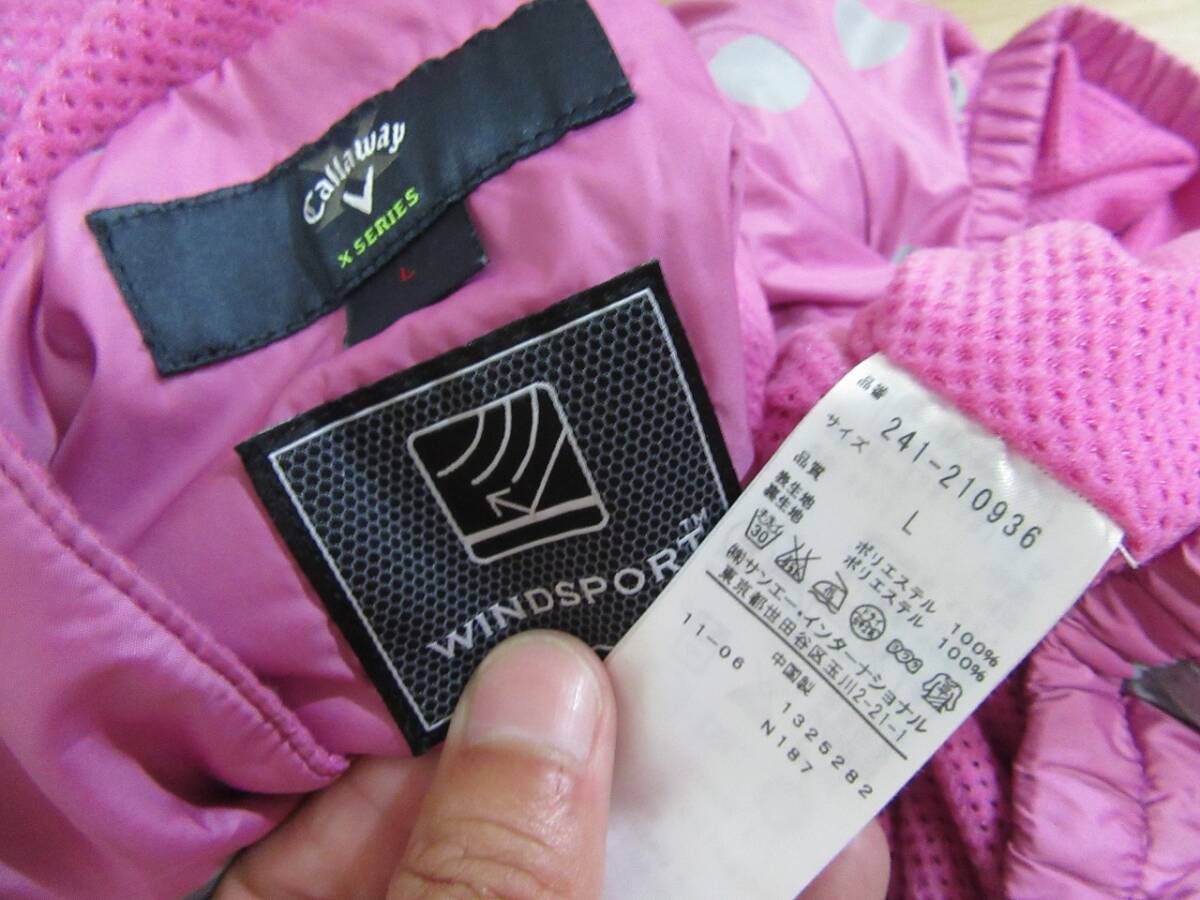 Callaway
X SERIES
L
WINDSPORT™
品番
241-210936
サイズ
L
品質
表生地 ポリエステル 100%
裏生地 ポリエステル 100%
30
㈱サンエー・インターナショナル
東京都世田谷区玉川2-21-1
11-06 中国製 1325282
N187